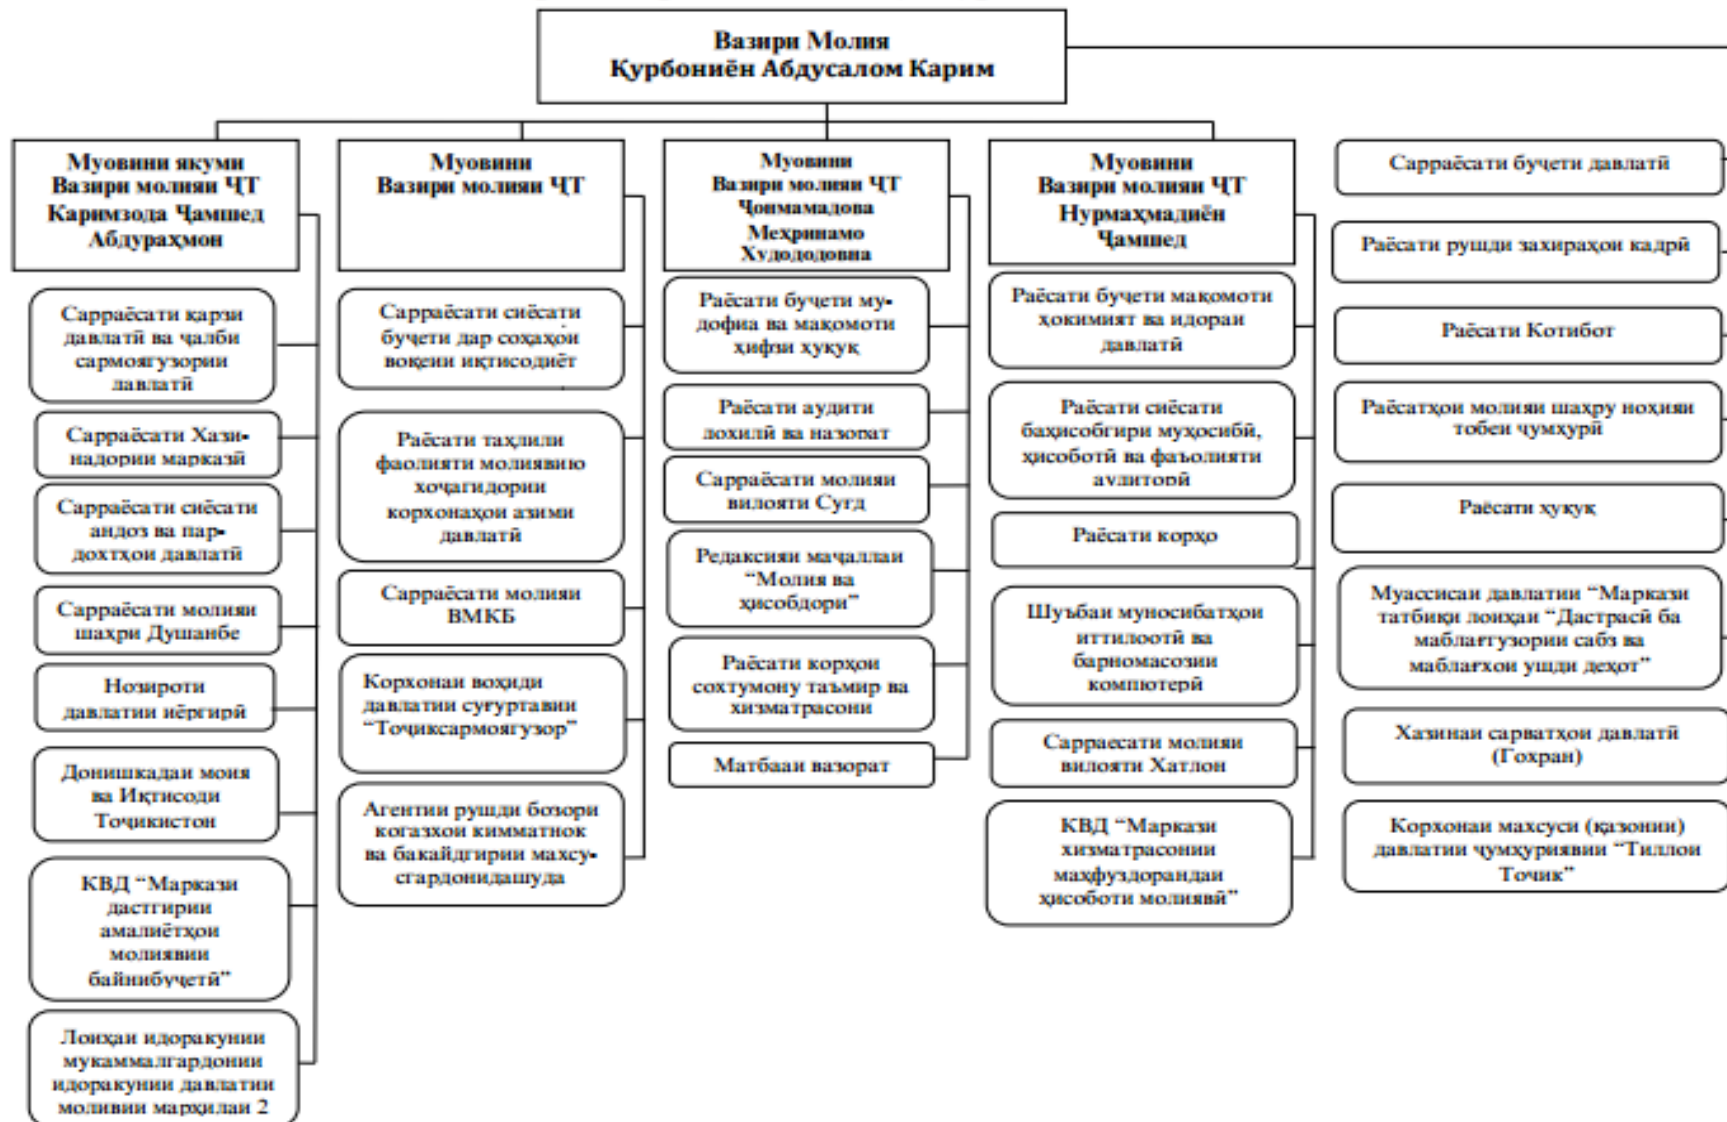 Вазири Молия
Қурбониён Абдусалом Карим
Муовини якуми
Вазири молияи ҶТ
Каримзода Ҷамшед
Абдураҳмон
Сарраёсати қарзи
давлатӣ ва ҷалби
сармоягузории
давлатӣ
Сарраёсати Хази-
надории марказӣ
Сарраёсати сиёсати
андоз ва пар-
дохтҳои давлатӣ
Сарраёсати молияи
шаҳри Душанбе
Нозироти
давлатии иёргирӣ
Донишкадаи моия
ва Иқтисоди
Тоҷикистон
КВД “Маркази
дастгирии
амалиётҳои
молиявии
байнибуҷетӣ”
Лоиҳаи идоракунии
мукаммалгардонии
идоракунии давлатии
моливии марҳилаи 2
Муовини
Вазири молияи ҶТ
Сарраёсати сиёсати
буҷети дар соҳаҳои
воқеии иқтисодиёт
Раёсати таҳлили
фаолияти молиявию
хоҷагидории
корхонаҳои азими
давлатӣ
Сарраёсати молияи
ВМКБ
Корхонаи воҳиди
давлатии суғуртавии
“Тоҷиксармоягузор”
Агентии рушди бозори
когазхои кимматнок
ва бакайдгирии махсу-
сгардонидашуда
Муовини
Вазири молияи ҶТ
Ҷонмамадова
Меҳринамо
Худододовна
Раёсати буҷети му-
дофиа ва мақомоти
ҳифзи ҳуқуқ
Раёсати аудити
дохилӣ ва назорат
Сарраёсати молияи
вилояти Суғд
Редаксияи маҷаллаи
“Молия ва
ҳисобдори”
Раёсати корҳои
сохтумону таъмир ва
хизматрасони
Матбааи вазорат
Муовини
Вазири молияи ҶТ
Нурмаҳмадиён
Ҷамшед
Раёсати буҷети мақомоти
ҳокимият ва идораи
давлатӣ
Раёсати сиёсати
баҳисобгири муҳосибӣ,
ҳисоботӣ ва фаъолияти
аудиторӣ
Раёсати корҳо
Шуъбаи муносибатҳои
иттилоотӣ ва
барномасозии
компютерӣ
Сарраесати молияи
вилояти Хатлон
КВД “Маркази
хизматрасонии
маҳфуздорандаи
ҳисоботи молиявӣ”
Сарраёсати буҷети давлатӣ
Раёсати рушди захираҳои кадрӣ
Раёсати Котибот
Раёсатҳои молияи шаҳру ноҳияи
тобеи ҷумҳурӣ
Раёсати ҳуқуқ
Муассисаи давлатии “Маркази
татбиқи лоиҳаи “Дастрасӣ ба
маблағгузории сабз ва
маблағхои ушди деҳот”
Хазинаи сарватҳои давлатӣ
(Гохран)
Корхонаи махсуси (қазонии)
давлатии ҷумҳуриявии “Тиллои
Тоҷик”